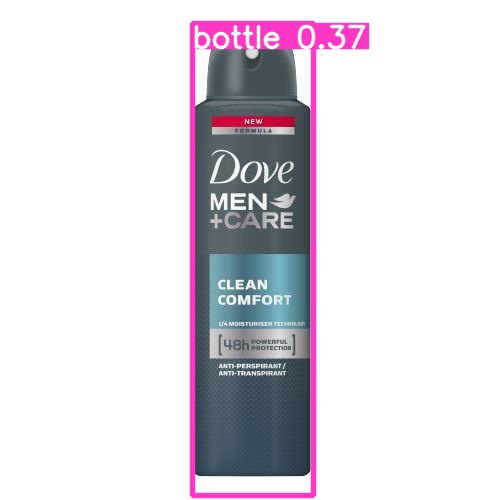 bottle 0.37
NEW
FORMULA
Dove
MEN
+CARE
CLEAN
COMFORT
1/4 MOISTURISER TECHNOLOGY
[48h POWERFUL
PROTECTION]
ANTI-PERSPIRANT /
ANTI-TRANSPIRANT